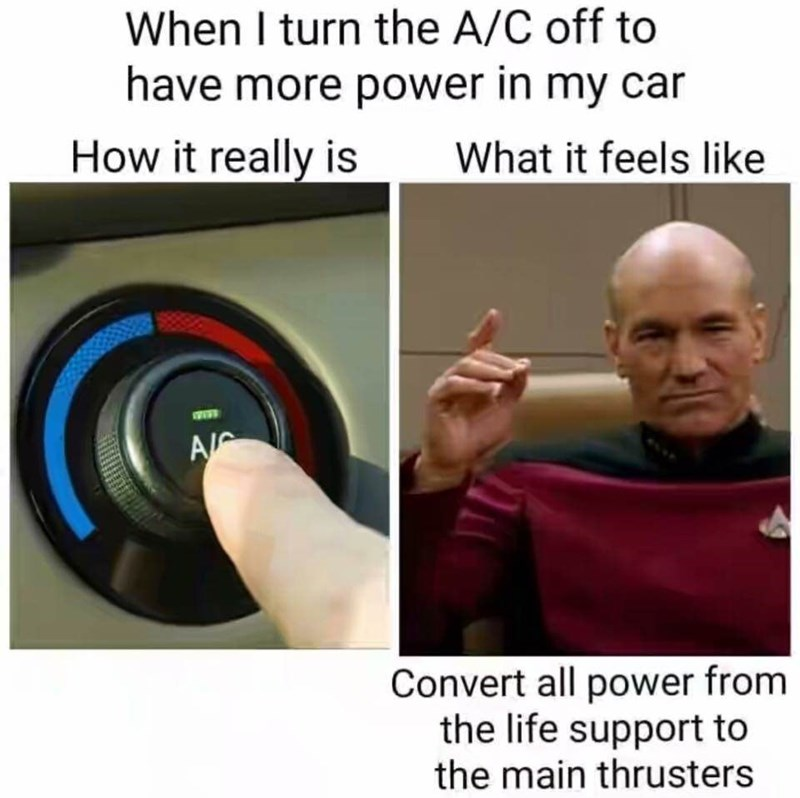 When I turn the A/C off to
have more power in my car
How it really is
What it feels like
A/C
Convert all power from
the life support to
the main thrusters